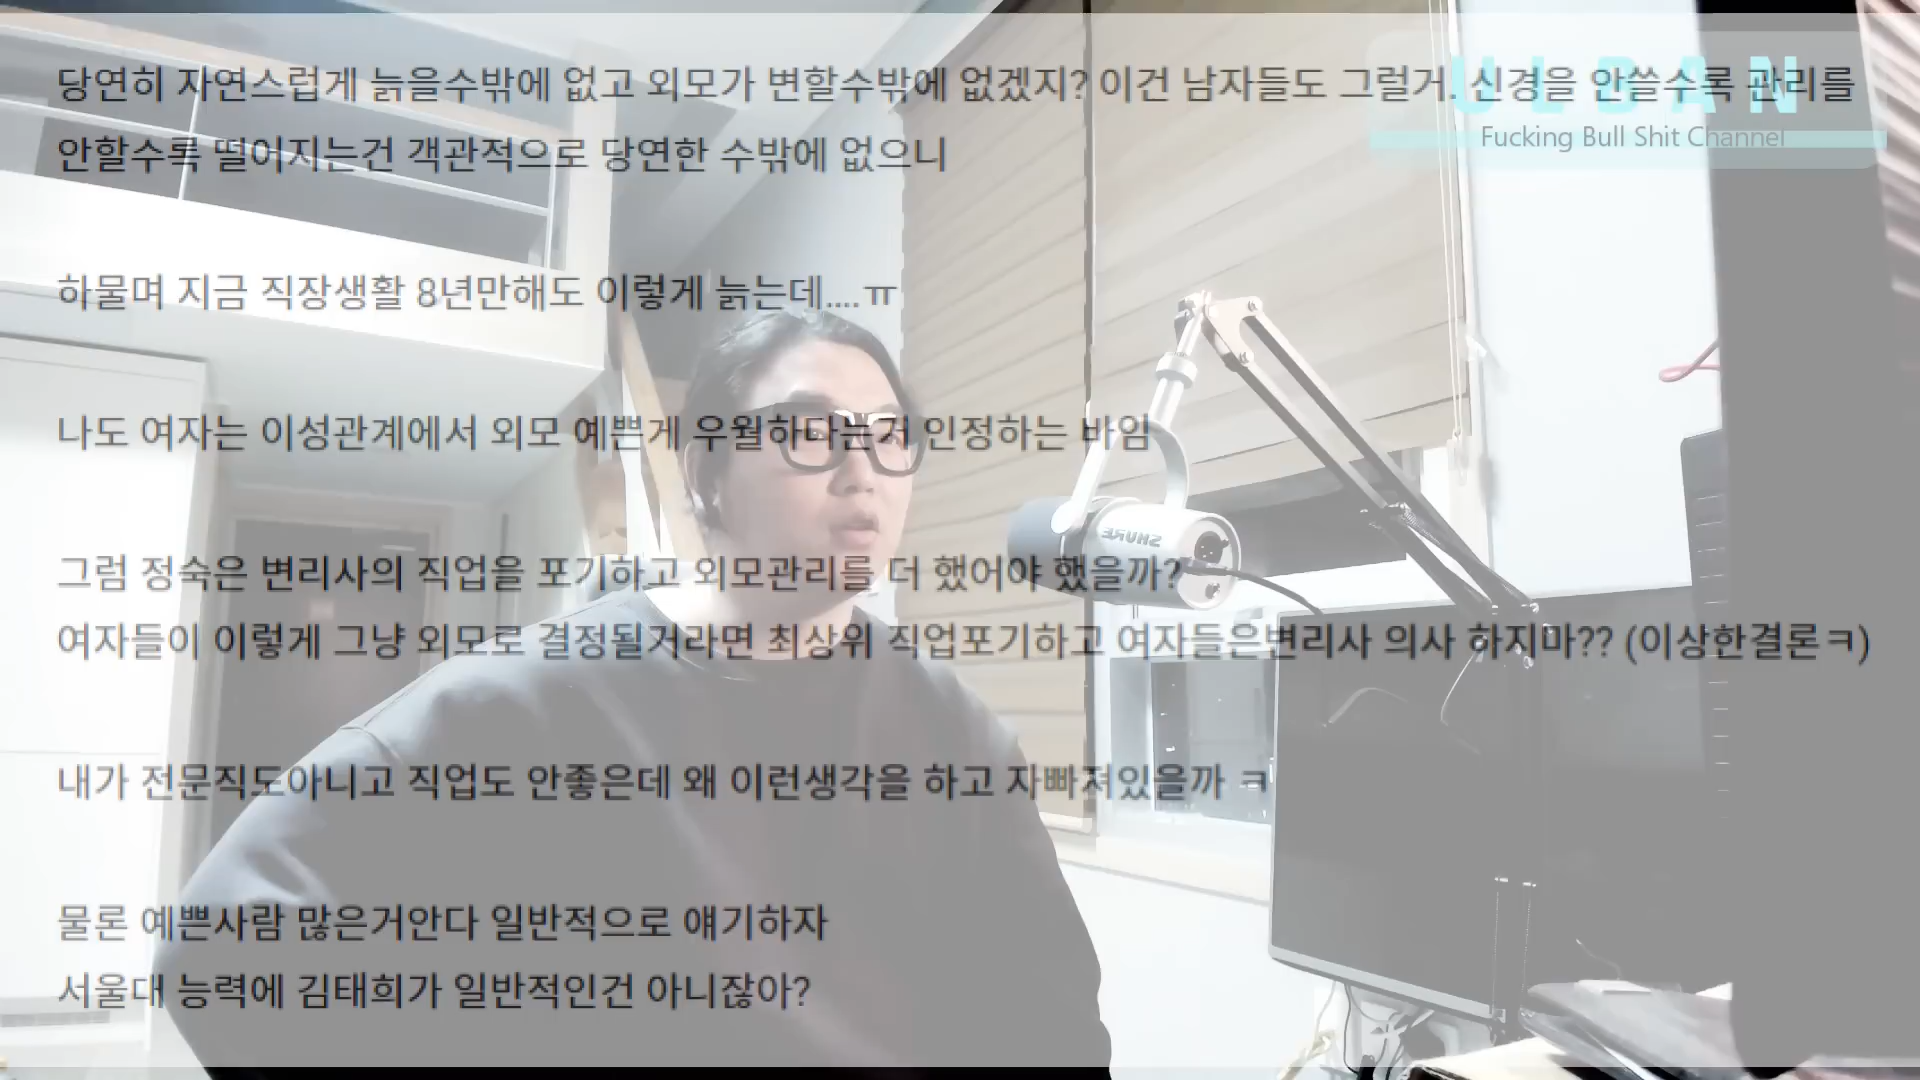 당연히 자연스럽게 늙을수밖에 없고 외모가 변할수밖에 없겠지? 이건 남자들도 그럴거. 신경을 안쓸수록 관리를
안할수록 떨어지는건 객관적으로 당연한 수밖에 없으니
ULBAN
Fucking Bull Shit Channel
하물며 지금 직장생활 8년만해도 이렇게 늙는데....ㅠ
나도 여자는 이성관계에서 외모 예쁜게 우월하다는거 인정하는 바임
SHURE
그럼 정숙은 변리사의 직업을 포기하고 외모관리를 더 했어야 했을까?
여자들이 이렇게 그냥 외모로 결정될거라면 최상위 직업포기하고 여자들은변리사 의사 하지마?? (이상한결론ㅋ)
내가 전문직도아니고 직업도 안좋은데 왜 이런생각을 하고 자빠져있을까 ㅋ
물론 예쁜사람 많은거안다 일반적으로 얘기하자
서울대 능력에 김태희가 일반적인건 아니잖아?